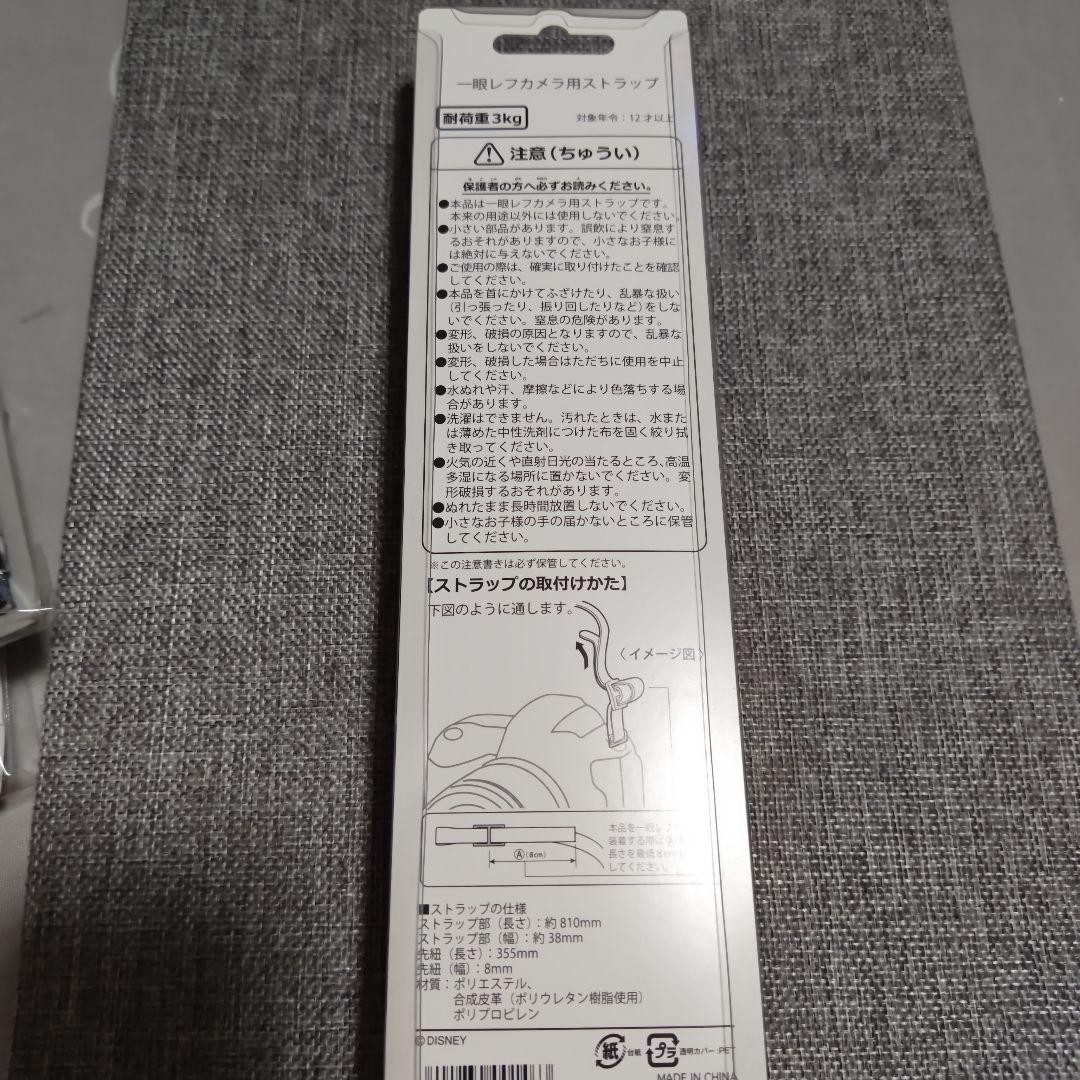 一眼レフカメラ用ストラップ
耐荷重3kg
対象年令：12才以上
注意（ちゅうい）
保護者の方へ必ずお読みください。
●本品は一眼レフカメラ用ストラップです。
本来の用途以外には使用しないでください。
●小さい部品があります。誤飲により窒息す
るおそれがありますので、小さなお子様に
は絶対に与えないでください。
●ご使用の際は、確実に取り付けたことを確認
してください。
●本品を首にかけてふざけたり、乱暴な扱い
（引っ張ったり、振り回したりなど）をしな
いでください。窒息の危険があります。
●変形、破損の原因となりますので、乱暴な
扱いをしないでください。
●変形、破損した場合はただちに使用を中止
してください。
●水ぬれや汗、摩擦などにより色落ちする場
合があります。
●洗濯はできません。汚れたときは、水また
は薄めた中性洗剤につけた布を固く絞り拭
き取ってください。
●火気の近くや直射日光の当たるところ、高温
多湿になる場所に置かないでください。変
形破損するおそれがあります。
●ぬれたまま長時間放置しないでください。
●小さなお子様の手の届かないところに保管
してください。
※この注意書きは必ず保管してください。
【ストラップの取付けかた】
下図のように通します。
〈イメージ図〉
Ⓐ(8cm)
本品を一眼レフ
装着する際はⒶ
長さを最低8cm
してください。
■ストラップの仕様
ストラップ部（長さ）：約810mm
ストラップ部（幅）：約38mm
先紐（長さ）：355mm
先紐（幅）：8mm
材質：ポリエステル、
合成皮革（ポリウレタン樹脂使用）
ポリプロピレン
©DISNEY
紙 台紙 プラ 透明カバー:PET
MADE IN CHINA